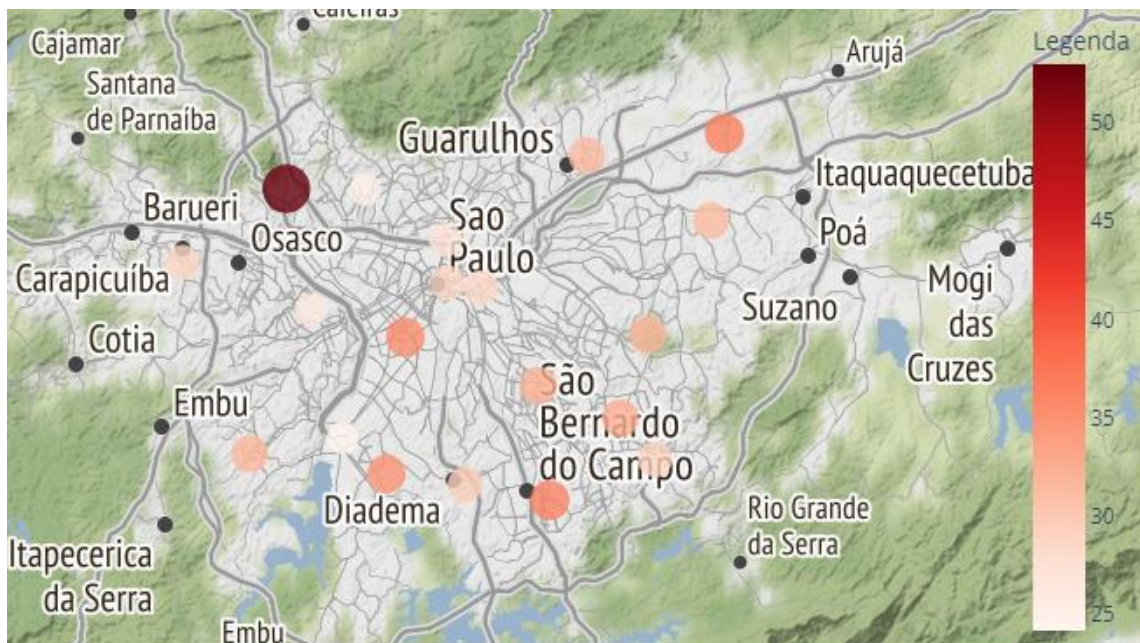 Caieiras
Cajamar
Santana
de Parnaíba
Arujá
Legenda
Guarulhos
Itaquaquecetuba
Barueri
Osasco
Sao
Paulo
Poá
Carapicuíba
Suzano
Mogi
das
Cruzes
Cotia
Embu
São
Bernardo
do Campo
Diadema
Rio Grande
da Serra
Itapecerica
da Serra
Embu
50
45
40
35
30
25